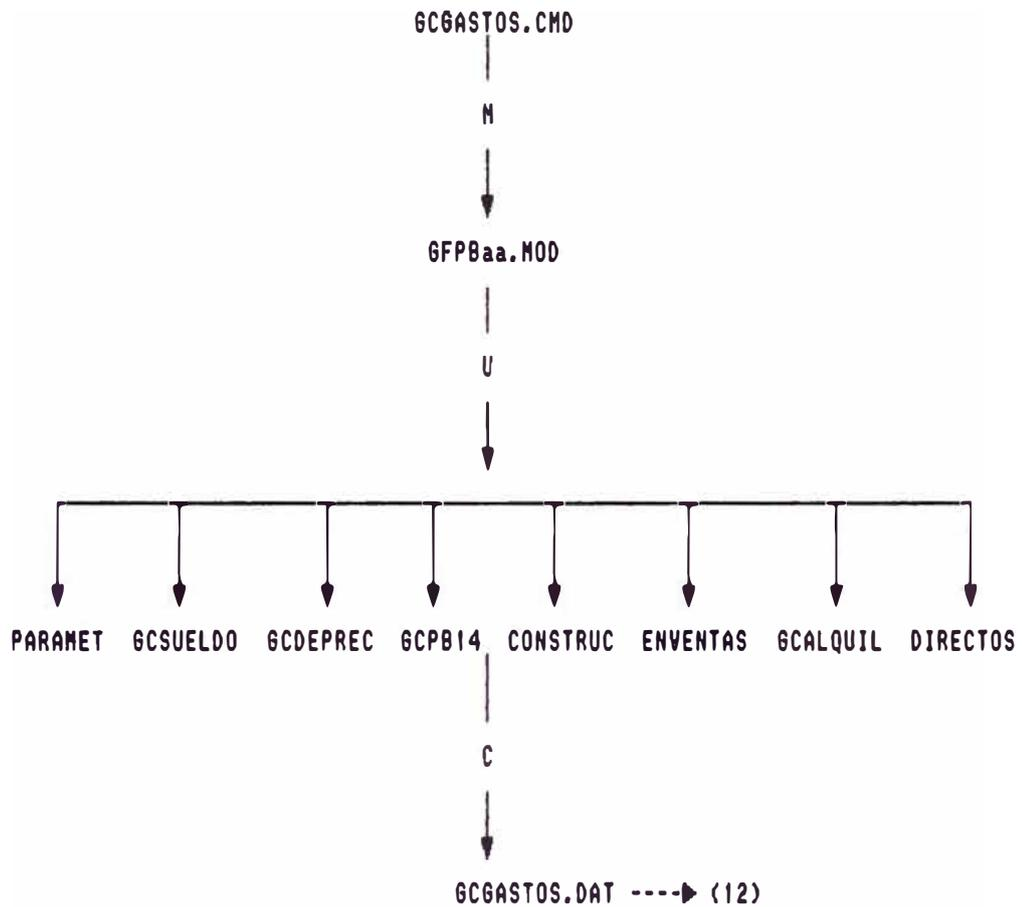 GCGASTOS.CMD
M
GFPBaa.MOD
U
PARAMET GCSUELDO GCDEPREC GCPB14 CONSTRUC ENVENTAS GCALQUIL DIRECTOS
C
GCGASTOS.DAT ----> (12)